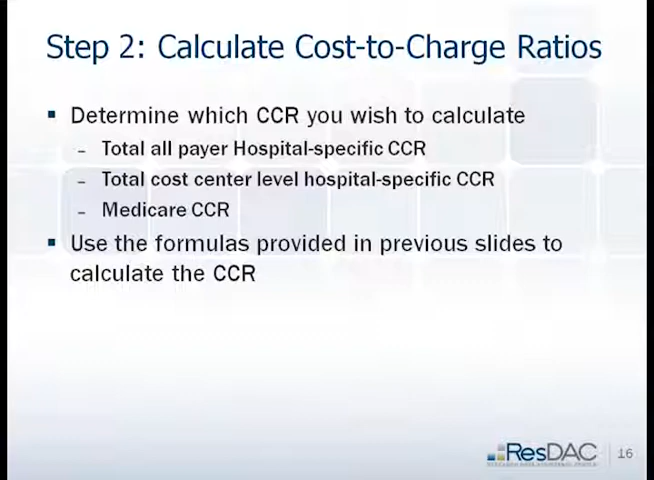 Step 2: Calculate Cost-to-Charge Ratios
▪ Determine which CCR you wish to calculate
– Total all payer Hospital-specific CCR
– Total cost center level hospital-specific CCR
– Medicare CCR
▪ Use the formulas provided in previous slides to
calculate the CCR
ResDAC
16